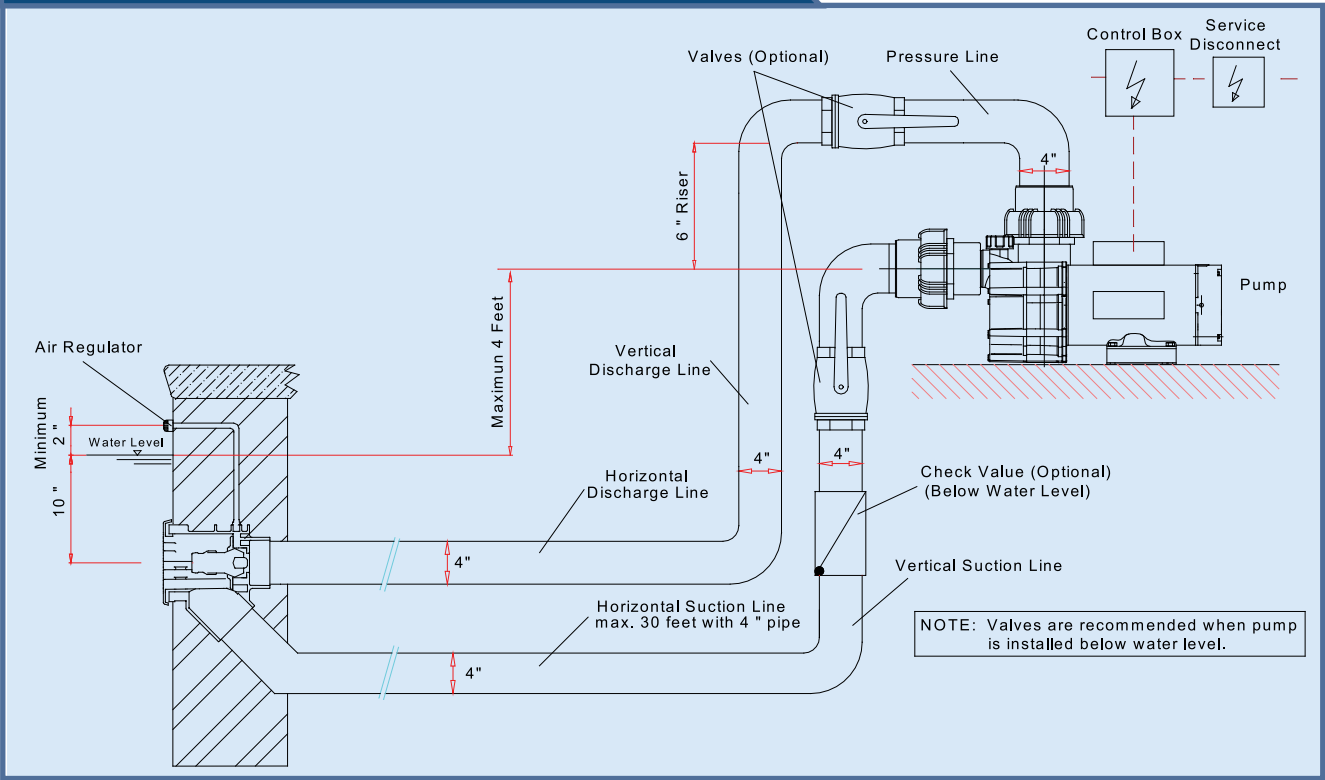 Control Box
Service
Disconnect
Valves (Optional)
Pressure Line
4"
6 " Riser
Pump
Maximun 4 Feet
Air Regulator
Vertical
Discharge Line
Minimum
2 "
Water Level
10 "
4"
4"
Check Value (Optional)
(Below Water Level)
Horizontal
Discharge Line
4"
Vertical Suction Line
Horizontal Suction Line
max. 30 feet with 4 " pipe
4"
NOTE: Valves are recommended when pump
is installed below water level.